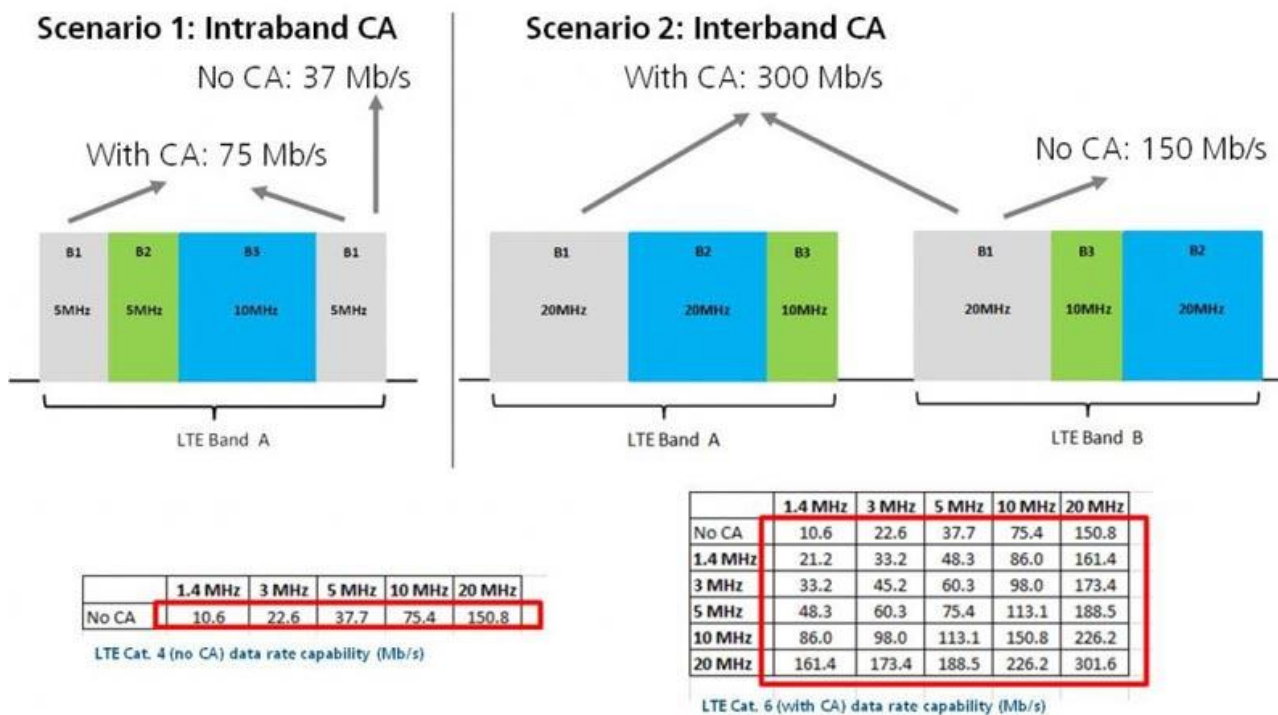 Scenario 1: Intraband CA
No CA: 37 Mb/s
With CA: 75 Mb/s
B1 B2 B3 B1
5MHz 5MHz 10MHz 5MHz
LTE Band A
Scenario 2: Interband CA
With CA: 300 Mb/s
No CA: 150 Mb/s
B1 B2 B3
20MHz 20MHz 10MHz
LTE Band A
B1 B3 B2
20MHz 10MHz 20MHz
LTE Band B
1.4 MHz 3 MHz 5 MHz 10 MHz 20 MHz
No CA 10.6 22.6 37.7 75.4 150.8
LTE Cat. 4 (no CA) data rate capability (Mb/s)
1.4 MHz 3 MHz 5 MHz 10 MHz 20 MHz
No CA 10.6 22.6 37.7 75.4 150.8
1.4 MHz 21.2 33.2 48.3 86.0 161.4
3 MHz 33.2 45.2 60.3 98.0 173.4
5 MHz 48.3 60.3 75.4 113.1 188.5
10 MHz 86.0 98.0 113.1 150.8 226.2
20 MHz 161.4 173.4 188.5 226.2 301.6
LTE Cat. 6 (with CA) data rate capability (Mb/s)